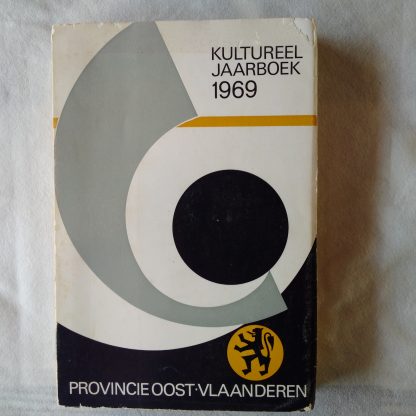 KULTUREEL
JAARBOEK
1969
PROVINCIE OOST-VLAANDEREN